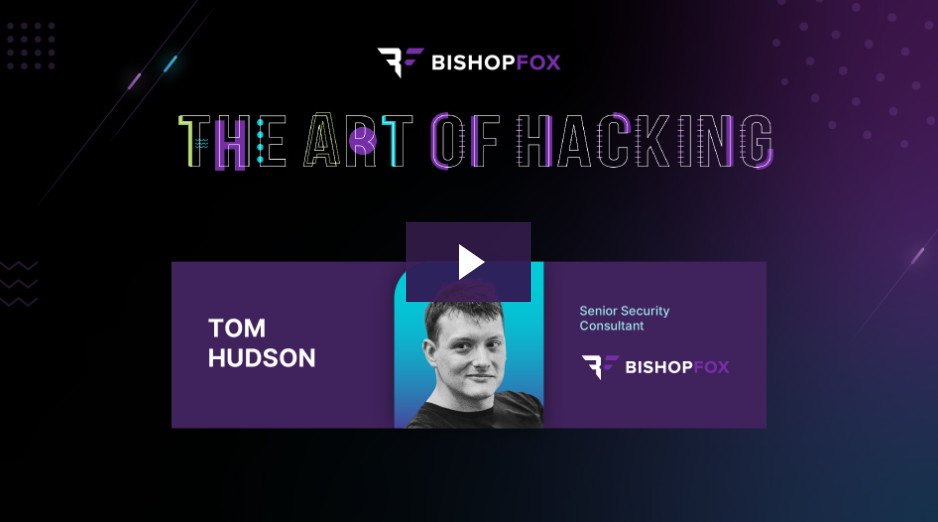 BISHOPFOX
THE ART OF HACKING
TOM
HUDSON
Senior Security
Consultant
BISHOPFOX